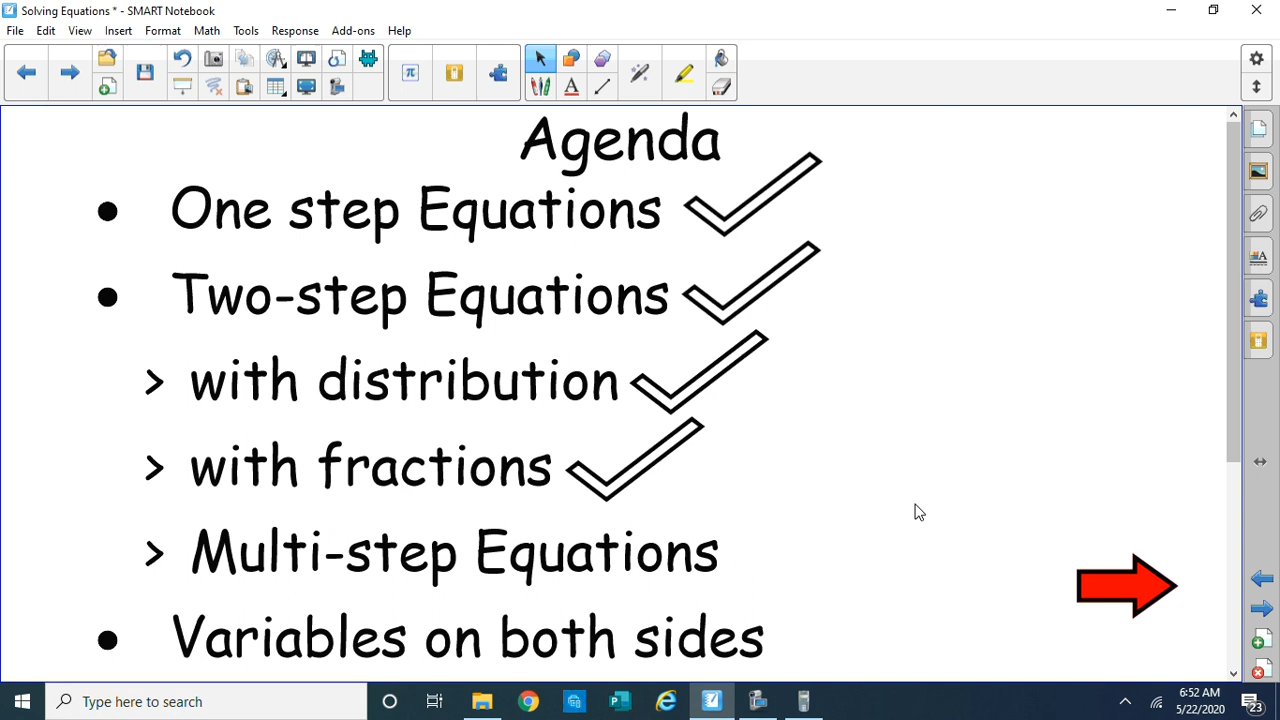 Solving Equations * - SMART Notebook
File Edit View Insert Format Math Tools Response Add-ons Help
Agenda
• One step Equations
• Two-step Equations
> with distribution
> with fractions
> Multi-step Equations
• Variables on both sides
Type here to search
6:52 AM
5/22/2020
23